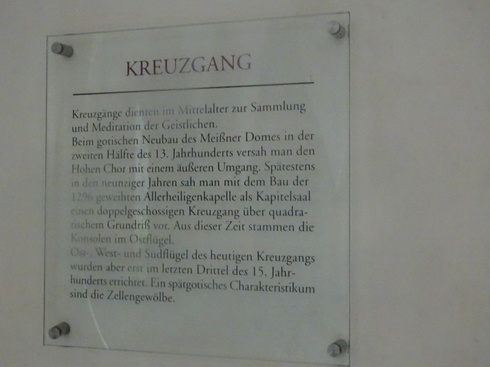 KREUZGANG
Kreuzgänge dienten im Mittelalter zur Sammlung
und Meditation der Geistlichen.
Beim gotischen Neubau des Meißner Domes in der
zweiten Hälfte des 13. Jahrhunderts versah man den
Hohen Chor mit einem äußeren Umgang. Spätestens
in den neunziger Jahren sah man mit dem Bau der
1296 geweihten Allerheiligenkapelle als Kapitelsaal
einen doppelgeschossigen Kreuzgang über quadra-
tischem Grundriß vor. Aus dieser Zeit stammen die
Konsolen im Ostflügel.
Ost-, West- und Südflügel des heutigen Kreuzgangs
wurden aber erst im letzten Drittel des 15. Jahr-
hunderts errichtet. Ein spätgotisches Charakteristikum
sind die Zellengewölbe.